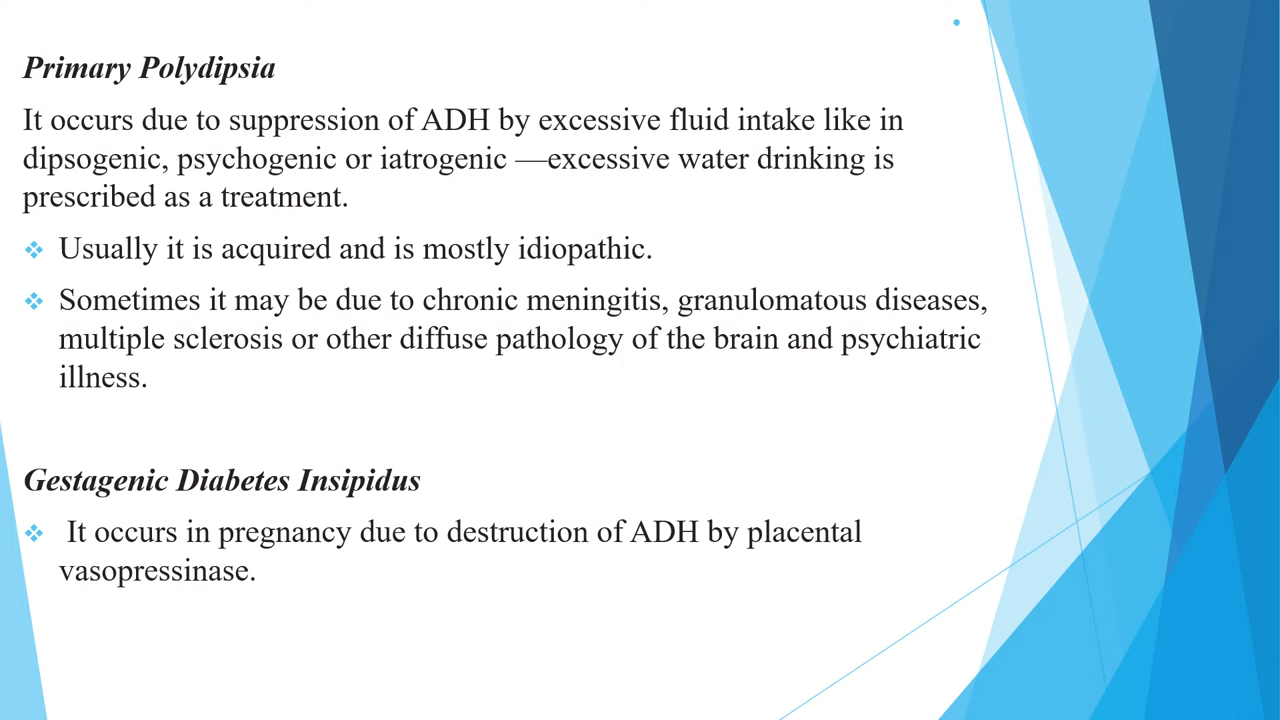 Primary Polydipsia
It occurs due to suppression of ADH by excessive fluid intake like in
dipsogenic, psychogenic or iatrogenic —excessive water drinking is
prescribed as a treatment.
❖ Usually it is acquired and is mostly idiopathic.
❖ Sometimes it may be due to chronic meningitis, granulomatous diseases,
multiple sclerosis or other diffuse pathology of the brain and psychiatric
illness.
Gestagenic Diabetes Insipidus
❖ It occurs in pregnancy due to destruction of ADH by placental
vasopressinase.